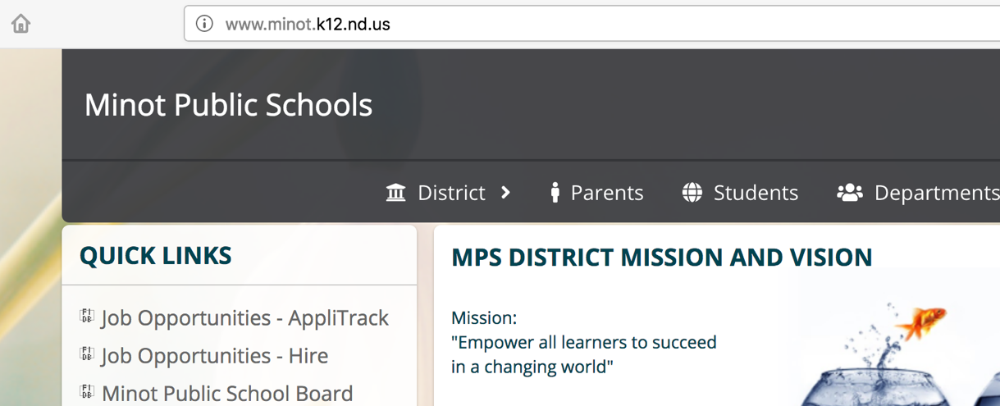 www.minot.k12.nd.us
Minot Public Schools
District Parents Students Departments
QUICK LINKS
Job Opportunities - AppliTrack
Job Opportunities - Hire
Minot Public School Board
MPS DISTRICT MISSION AND VISION
Mission:
"Empower all learners to succeed
in a changing world"